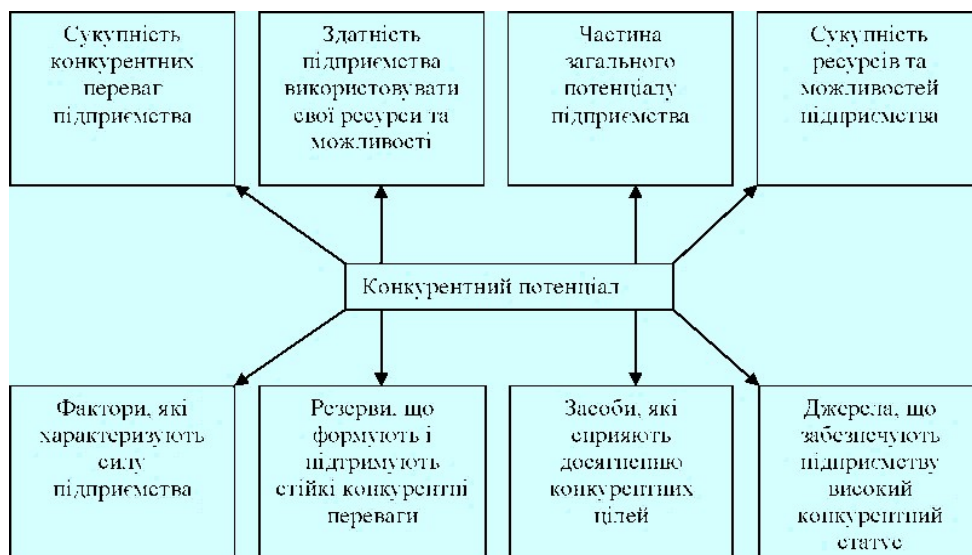 Сукупність
конкурентних
переваг
підприємства
Здатність
підприємства
використовувати
свої ресурси та
можливості
Частина
загального
потенціалу
підприємства
Сукупність
ресурсів та
можливостей
підприємства
Конкурентний потенціал
Фактори, які
характеризують
силу
підприємства
Резерви, що
формують і
підтримують
стійкі конкурентні
переваги
Засоби, які
сприяють
досягненню
конкурентних
цілей
Джерела, що
забезпечують
підприємству
високий
конкурентний
статус